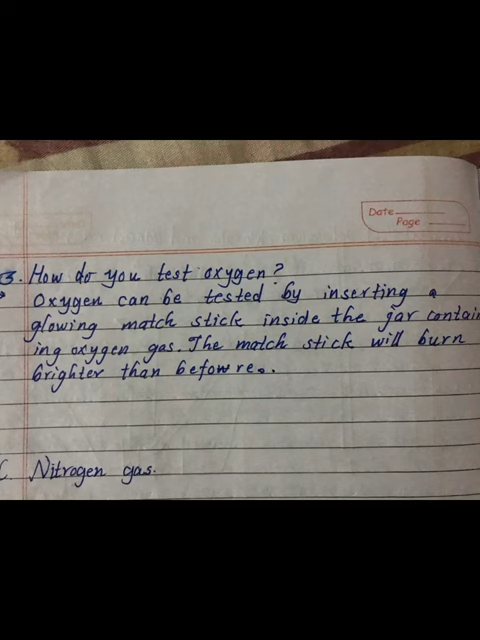 Date
Page
3. How do you test oxygen?
Oxygen can be tested by inserting a
glowing match stick inside the jar contain
ing oxygen gas. The match stick will burn
brighter than befowre.
C. Nitrogen gas.